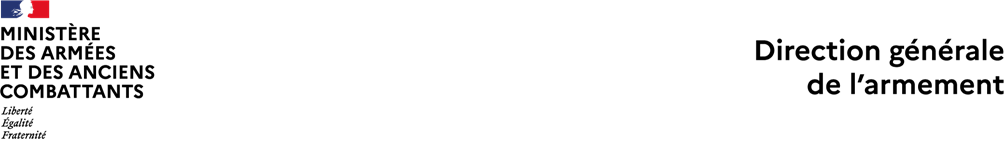 MINISTÈRE
DES ARMÉES
ET DES ANCIENS
COMBATTANTS
Liberté
Égalité
Fraternité
Direction générale
de l'armement